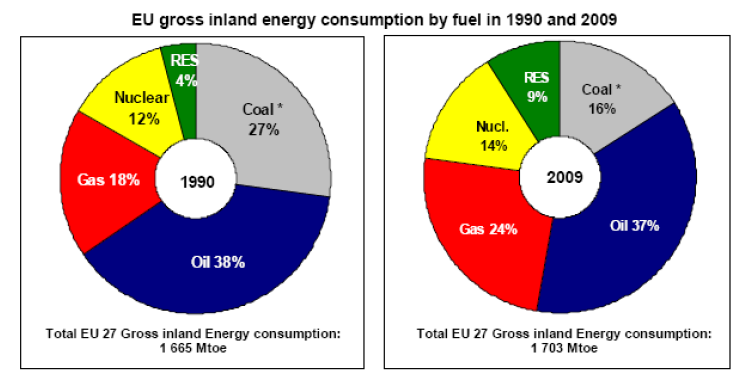 EU gross inland energy consumption by fuel in 1990 and 2009
RES
4%
Coal *
27%
Nuclear
12%
Gas 18%
1990
Oil 38%
Total EU 27 Gross inland Energy consumption:
1 665 Mtoe
RES
9%
Coal *
16%
Nucl.
14%
2009
Gas 24%
Oil 37%
Total EU 27 Gross inland Energy consumption:
1 703 Mtoe